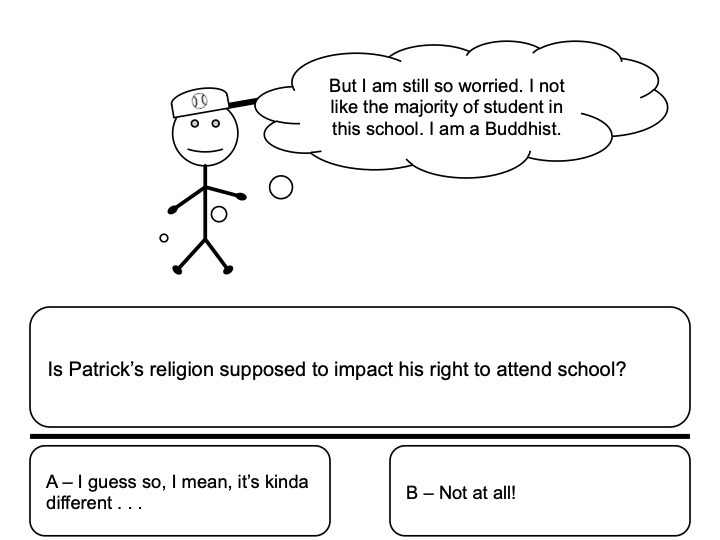 But I am still so worried. I not
like the majority of student in
this school. I am a Buddhist.
Is Patrick’s religion supposed to impact his right to attend school?
A – I guess so, I mean, it’s kinda
different . . .
B – Not at all!